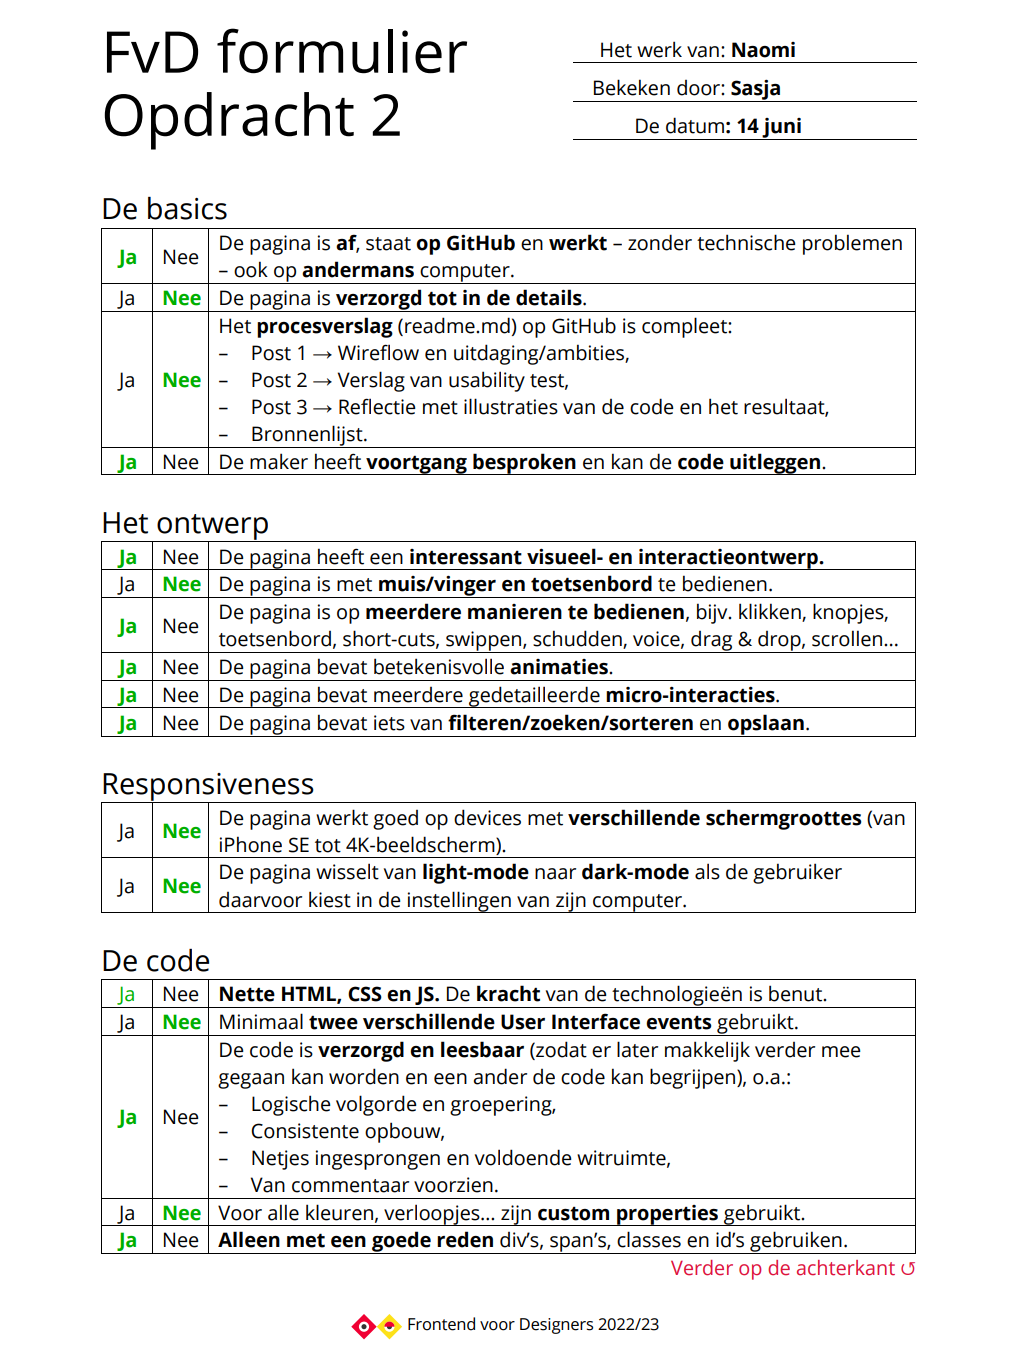 FvD formulier
Opdracht 2
Het werk van: Naomi
Bekeken door: Sasja
De datum: 14 juni
De basics
Ja Nee De pagina is af, staat op GitHub en werkt – zonder technische problemen
– ook op andermans computer.
Ja Nee De pagina is verzorgd tot in de details.
Het procesverslag (readme.md) op GitHub is compleet:
– Post 1 → Wireflow en uitdaging/ambities,
Ja Nee – Post 2 → Verslag van usability test,
– Post 3 → Reflectie met illustraties van de code en het resultaat,
– Bronnenlijst.
Ja Nee De maker heeft voortgang besproken en kan de code uitleggen.
Het ontwerp
Ja Nee De pagina heeft een interessant visueel- en interactieontwerp.
Ja Nee De pagina is met muis/vinger en toetsenbord te bedienen.
Ja Nee De pagina is op meerdere manieren te bedienen, bijv. klikken, knopjes,
toetsenbord, short-cuts, swippen, schudden, voice, drag & drop, scrollen...
Ja Nee De pagina bevat betekenisvolle animaties.
Ja Nee De pagina bevat meerdere gedetailleerde micro-interacties.
Ja Nee De pagina bevat iets van filteren/zoeken/sorteren en opslaan.
Responsiveness
Ja Nee De pagina werkt goed op devices met verschillende schermgroottes (van
iPhone SE tot 4K-beeldscherm).
Ja Nee De pagina wisselt van light-mode naar dark-mode als de gebruiker
daarvoor kiest in de instellingen van zijn computer.
De code
Ja Nee Nette HTML, CSS en JS. De kracht van de technologieën is benut.
Ja Nee Minimaal twee verschillende User Interface events gebruikt.
De code is verzorgd en leesbaar (zodat er later makkelijk verder mee
gegaan kan worden en een ander de code kan begrijpen), o.a.:
– Logische volgorde en groepering,
Ja Nee – Consistente opbouw,
– Netjes ingesprongen en voldoende witruimte,
– Van commentaar voorzien.
Ja Nee Voor alle kleuren, verloopjes... zijn custom properties gebruikt.
Ja Nee Alleen met een goede reden div’s, span’s, classes en id’s gebruiken.
Verder op de achterkant ↺
Frontend voor Designers 2022/23